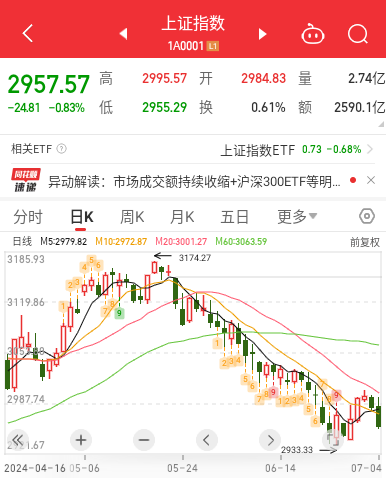 上证指数
1A0001 L1
2957.57
-24.81 -0.83%
高 2995.57 开 2984.83 量 2.74亿
低 2955.29 换 0.61% 额 2590.1亿
相关ETF ? 上证指数ETF 0.73 -0.68%
同花顺速递 异动解读：市场成交额持续收缩+沪深300ETF等明...
分时 日K 周K 月K 五日 更多
日线 M5:2979.82 M10:2972.87 M20:3001.27 M60:3063.59 前复权
3185.93
3174.27
3119.86
2987.74
2933.33
2024-04-16 05-06 05-24 06-14 07-04